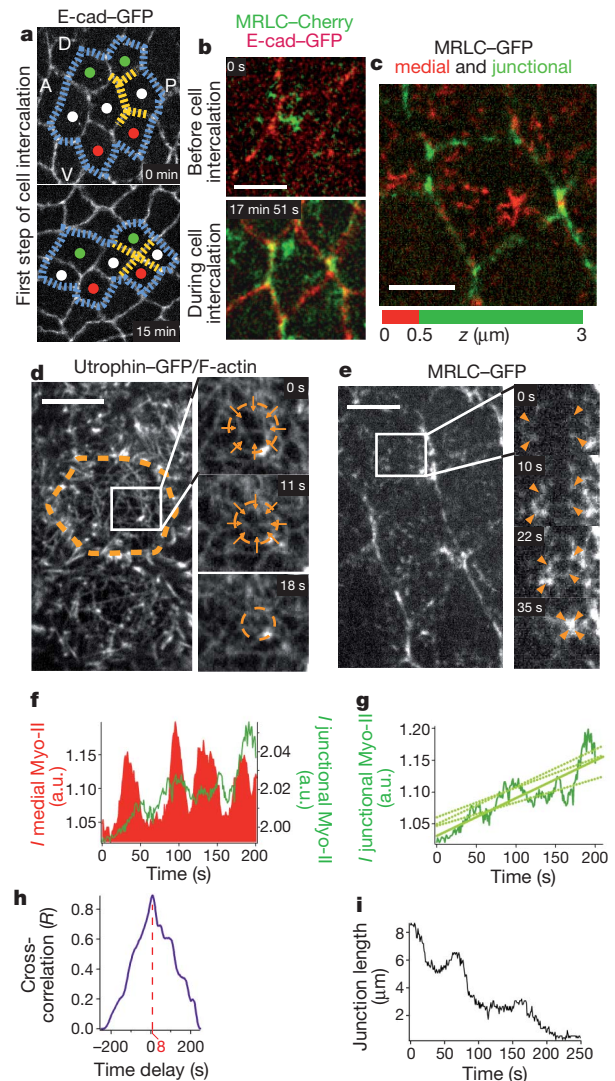 a
E-cad–GFP
First step of cell intercalation
D
A
P
V
0 min
15 min
b
MRLC–Cherry
E-cad–GFP
0 s
Before cell intercalation
17 min 51 s
During cell intercalation
c
MRLC–GFP
medial and junctional
0 0.5 z (μm) 3
d
Utrophin–GFP/F-actin
0 s
11 s
18 s
e
MRLC–GFP
0 s
10 s
22 s
35 s
f
I medial Myo-II
(a.u.)
1.15
1.10
1.05
2.04
2.02
2.00
I junctional Myo-II
(a.u.)
0 50 100 150 200
Time (s)
g
I junctional Myo-II
(a.u.)
1.20
1.15
1.10
1.05
0 50 100 150 200
Time (s)
h
Cross-
correlation (R)
0.8
0.6
0.4
0.2
0.0
–200 0 8 200
Time delay (s)
i
Junction length
(μm)
8
6
4
2
0 50 100 150 200 250
Time (s)